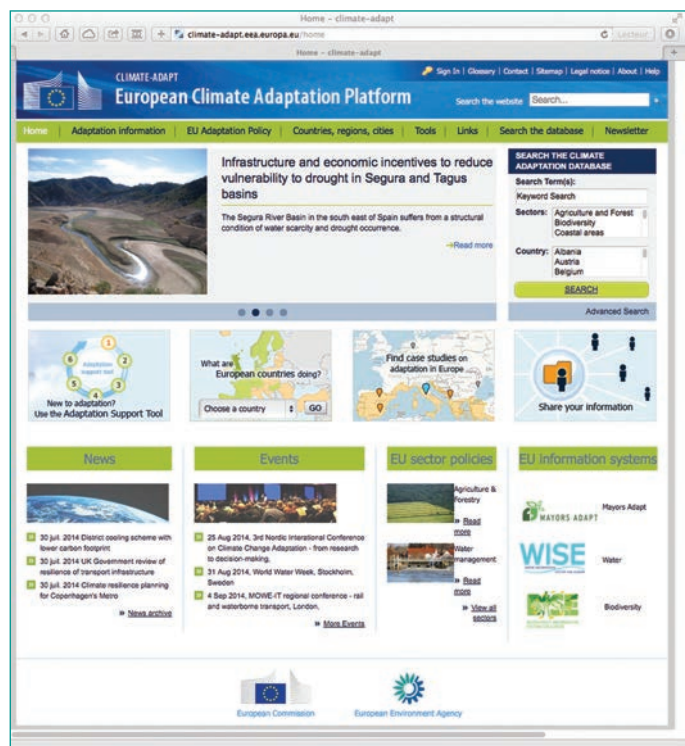 Home – climate-adapt
climate-adapt.eea.europa.eu/home
Lecteur
Home – climate-adapt
Sign In | Glossary | Contact | Sitemap | Legal notice | About | Help
CLIMATE-ADAPT
European Climate Adaptation Platform
Search the website Search...
Home | Adaptation information | EU Adaptation Policy | Countries, regions, cities | Tools | Links | Search the database | Newsletter
Infrastructure and economic incentives to reduce
vulnerability to drought in Segura and Tagus
basins
The Segura River Basin in the south east of Spain suffers from a structural
condition of water scarcity and drought occurrence.
Read more
SEARCH THE CLIMATE
ADAPTATION DATABASE
Search Term(s):
Keyword Search
Sectors: Agriculture and Forest
Biodiversity
Coastal areas
Country: Albania
Austria
Belgium
SEARCH
Advanced Search
1
2
3
4
5
6
Adaptation
support tool
New to adaptation?
Use the Adaptation Support Tool
What are
European countries doing?
Choose a country GO
Find case studies on
adaptation in Europe
Share your information
News
30 juil. 2014 District cooling scheme with
lower carbon footprint
30 juil. 2014 UK Government review of
resilience of transport infrastructure
30 juil. 2014 Climate resilience planning
for Copenhagen's Metro
» News archive
Events
25 Aug 2014, 3rd Nordic Interational Conference
on Climate Change Adaptation - from research
to decision-making,
31 Aug 2014, World Water Week, Stockholm,
Sweden
4 Sep 2014, MOWE-IT regional conference - rail
and waterborne transport, London,
» More Events
EU sector policies
Agriculture &
Forestry
» Read
more
Water
management
» Read
more
» View all
sectors
EU information systems
MAYORS ADAPT Mayors Adapt
WISE Water
Biodiversity
European Commission
European Environment Agency